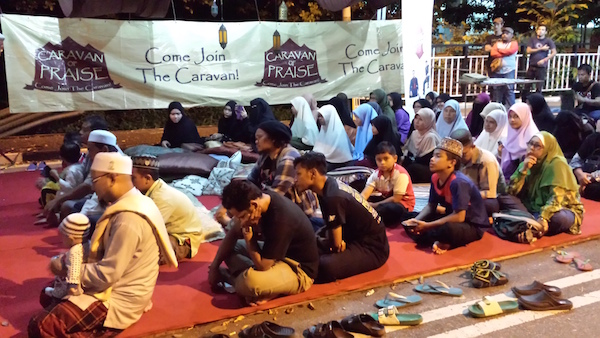 CARAVAN
OF
PRAISE
Come Join The Caravan!
Come Join
The Caravan!
CARAVAN
OF
PRAISE
Come Join The Caravan!
Come Join
The Caravan!